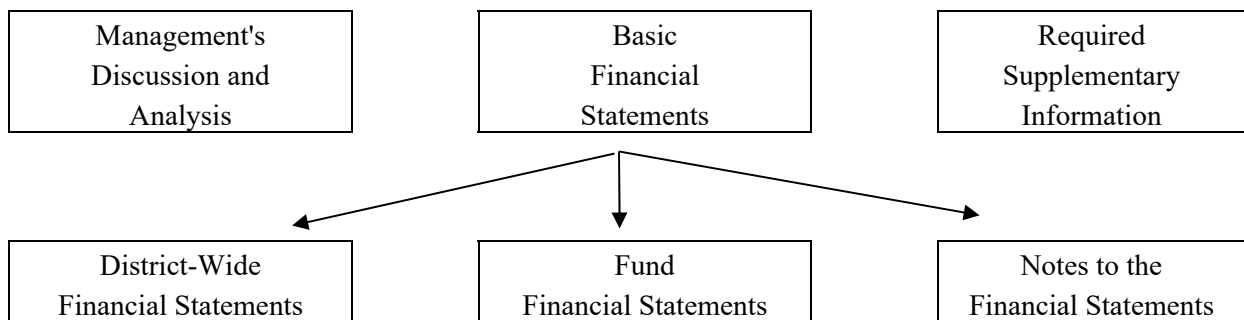 Management's
Discussion and
Analysis
Basic
Financial
Statements
Required
Supplementary
Information
District-Wide
Financial Statements
Fund
Financial Statements
Notes to the
Financial Statements